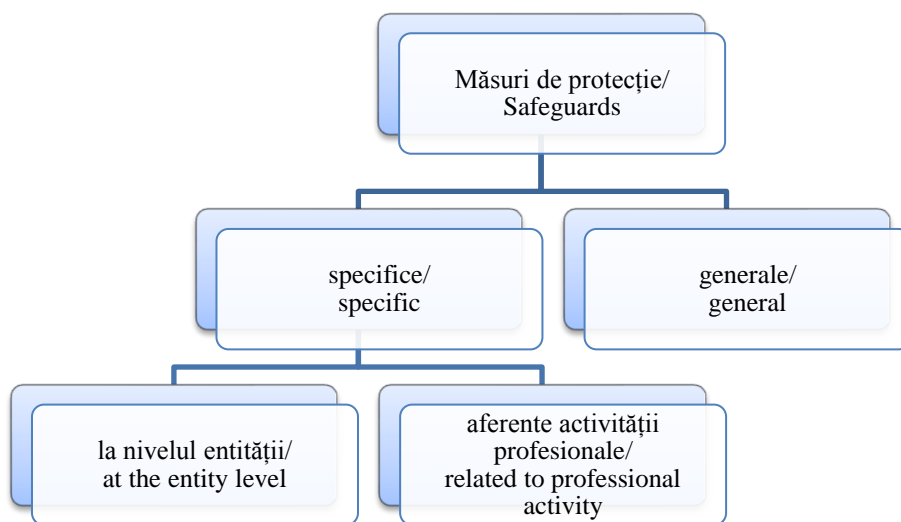 Măsuri de protecție/
Safeguards
specifice/
specific
generale/
general
la nivelul entității/
at the entity level
aferente activității
profesionale/
related to professional
activity